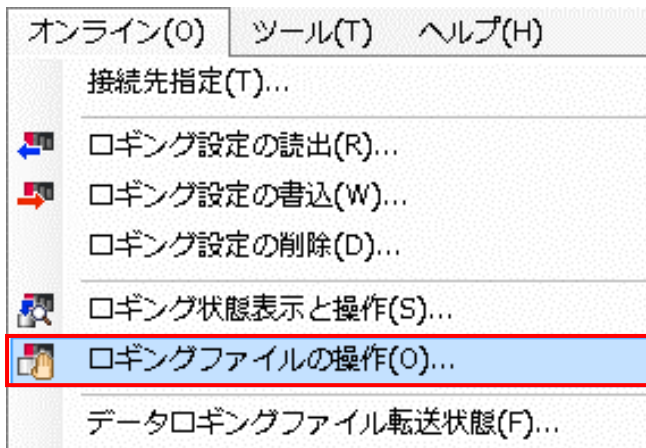 オンライン(O) ツール(T) ヘルプ(H)
接続先指定(T)...
ロギング設定の読出(R)...
ロギング設定の書込(W)...
ロギング設定の削除(D)...
ロギング状態表示と操作(S)...
ロギングファイルの操作(O)...
データロギングファイル転送状態(F)...